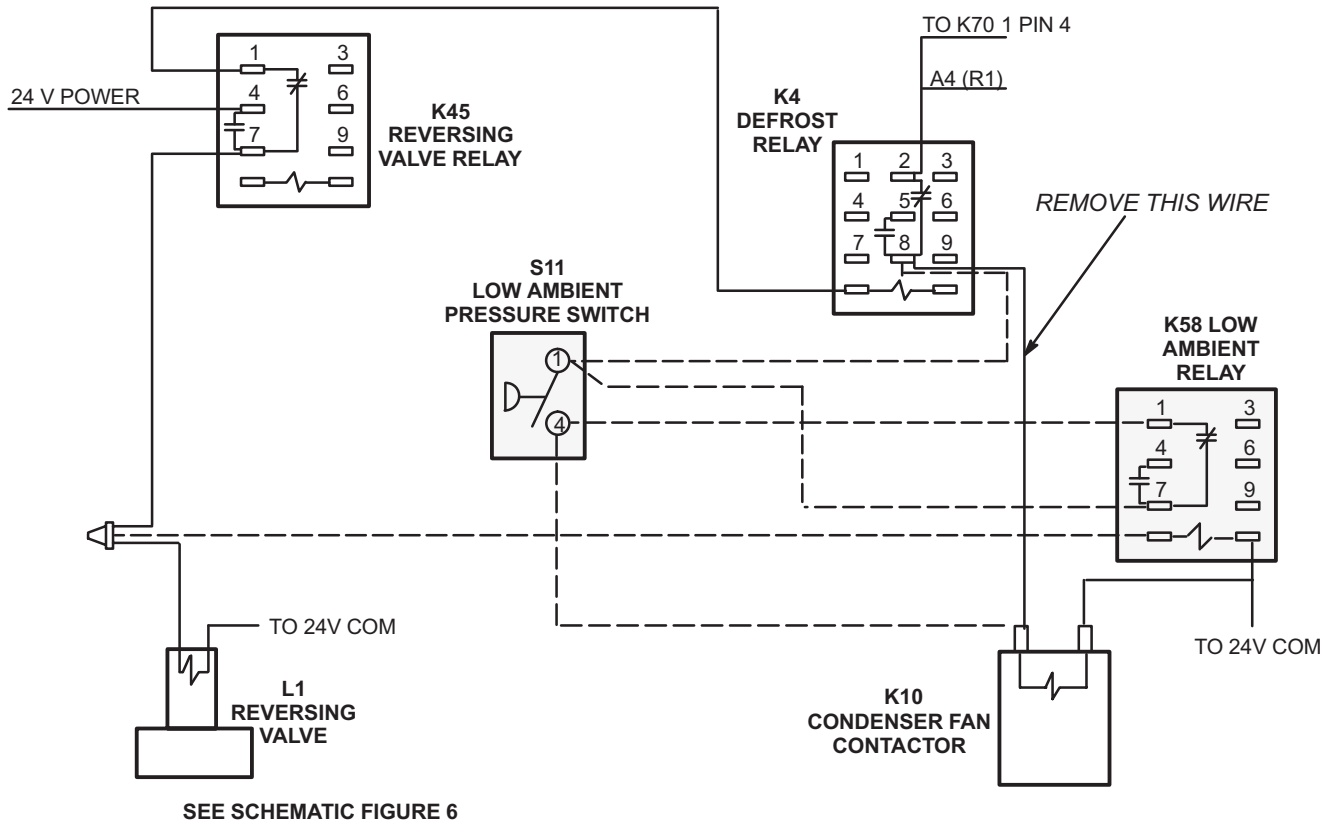 TO K70 1 PIN 4
1
3
24 V POWER
4
6
A4 (R1)
K4
DEFROST
RELAY
K45
REVERSING
VALVE RELAY
7
9
1
2
3
4
5
6
REMOVE THIS WIRE
7
8
9
S11
LOW AMBIENT
PRESSURE SWITCH
K58 LOW
AMBIENT
RELAY
1
4
1
3
4
6
7
9
TO 24V COM
TO 24V COM
L1
REVERSING
VALVE
K10
CONDENSER FAN
CONTACTOR
SEE SCHEMATIC FIGURE 6